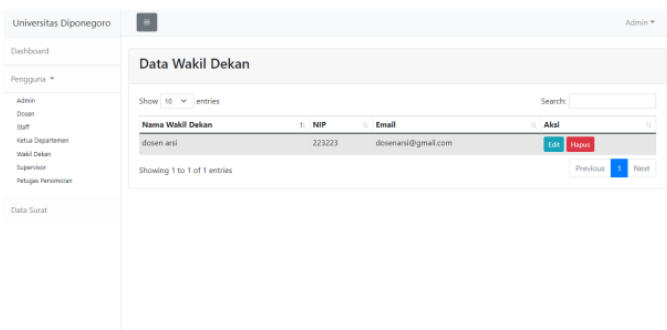 Universitas Diponegoro
Admin
Dashboard
Pengguna
Admin
Dosen
Staff
Ketua Departemen
Wakil Dekan
Supervisor
Petugas Penomoran
Data Surat
Data Wakil Dekan
Show 10 entries
Search:
Nama Wakil Dekan NIP Email Aksi
dosen arsi 223223 dosenarsi@gmail.com Edit Hapus
Showing 1 to 1 of 1 entries
Previous 1 Next